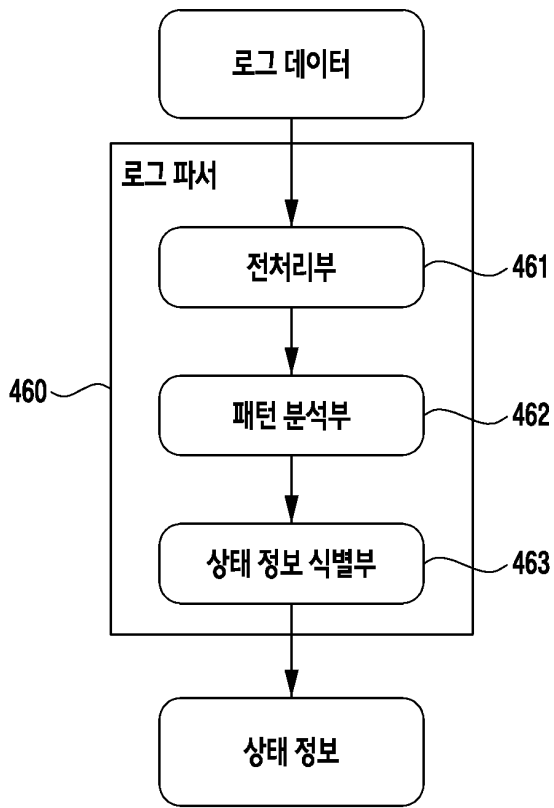 로그 데이터
로그 파서
전처리부
461
460
패턴 분석부
462
상태 정보 식별부
463
상태 정보